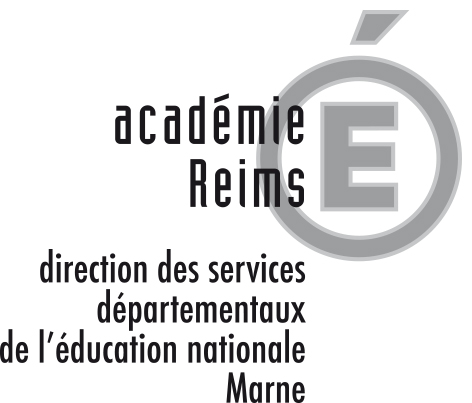 académie
Reims
É
direction des services
départementaux
de l'éducation nationale
Marne